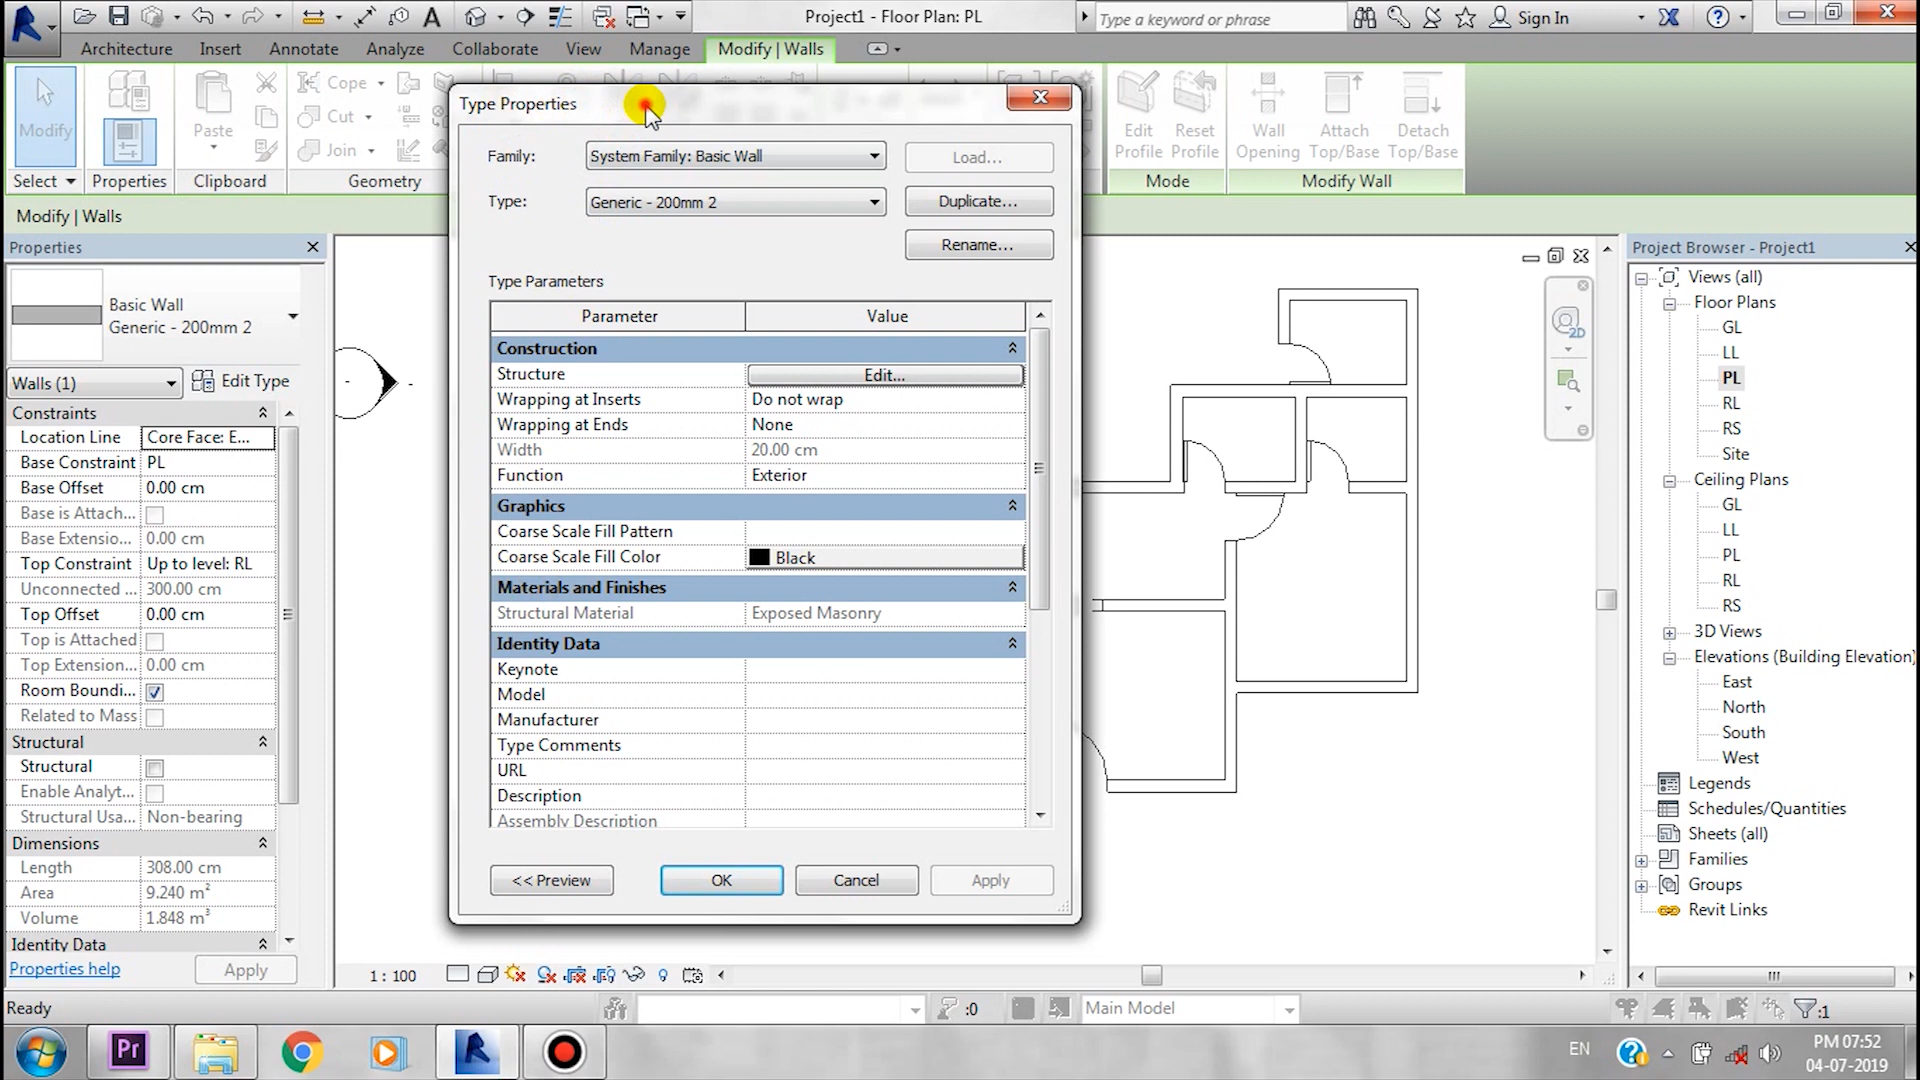 Project1 - Floor Plan: PL
Type a keyword or phrase
Sign In
Architecture Insert Annotate Analyze Collaborate View Manage Modify | Walls
Modify
Paste
Cope
Cut
Join
Edit Profile
Reset Profile
Wall Opening
Attach Top/Base
Detach Top/Base
Select Properties Clipboard Geometry Mode Modify Wall
Modify | Walls
Properties
Basic Wall
Generic - 200mm 2
Walls (1) Edit Type
Constraints
Location Line Core Face: E...
Base Constraint PL
Base Offset 0.00 cm
Base is Attach...
Base Extensio... 0.00 cm
Top Constraint Up to level: RL
Unconnected ... 300.00 cm
Top Offset 0.00 cm
Top is Attached
Top Extension... 0.00 cm
Room Boundi...
Related to Mass
Structural
Structural
Enable Analyt...
Structural Usa... Non-bearing
Dimensions
Length 308.00 cm
Area 9.240 m²
Volume 1.848 m³
Identity Data
Properties help Apply
Type Properties
Family: System Family: Basic Wall Load...
Type: Generic - 200mm 2 Duplicate...
Rename...
Type Parameters
Parameter Value
Construction
Structure Edit...
Wrapping at Inserts Do not wrap
Wrapping at Ends None
Width 20.00 cm
Function Exterior
Graphics
Coarse Scale Fill Pattern
Coarse Scale Fill Color Black
Materials and Finishes
Structural Material Exposed Masonry
Identity Data
Keynote
Model
Manufacturer
Type Comments
URL
Description
Assembly Description
<< Preview OK Cancel Apply
2D
Project Browser - Project1
Views (all)
Floor Plans
GL
LL
PL
RL
RS
Site
Ceiling Plans
GL
LL
PL
RL
RS
3D Views
Elevations (Building Elevation)
East
North
South
West
Legends
Schedules/Quantities
Sheets (all)
Families
Groups
Revit Links
1 : 100
Ready
:0
Main Model
:1
Pr
EN
PM 07:52
04-07-2019